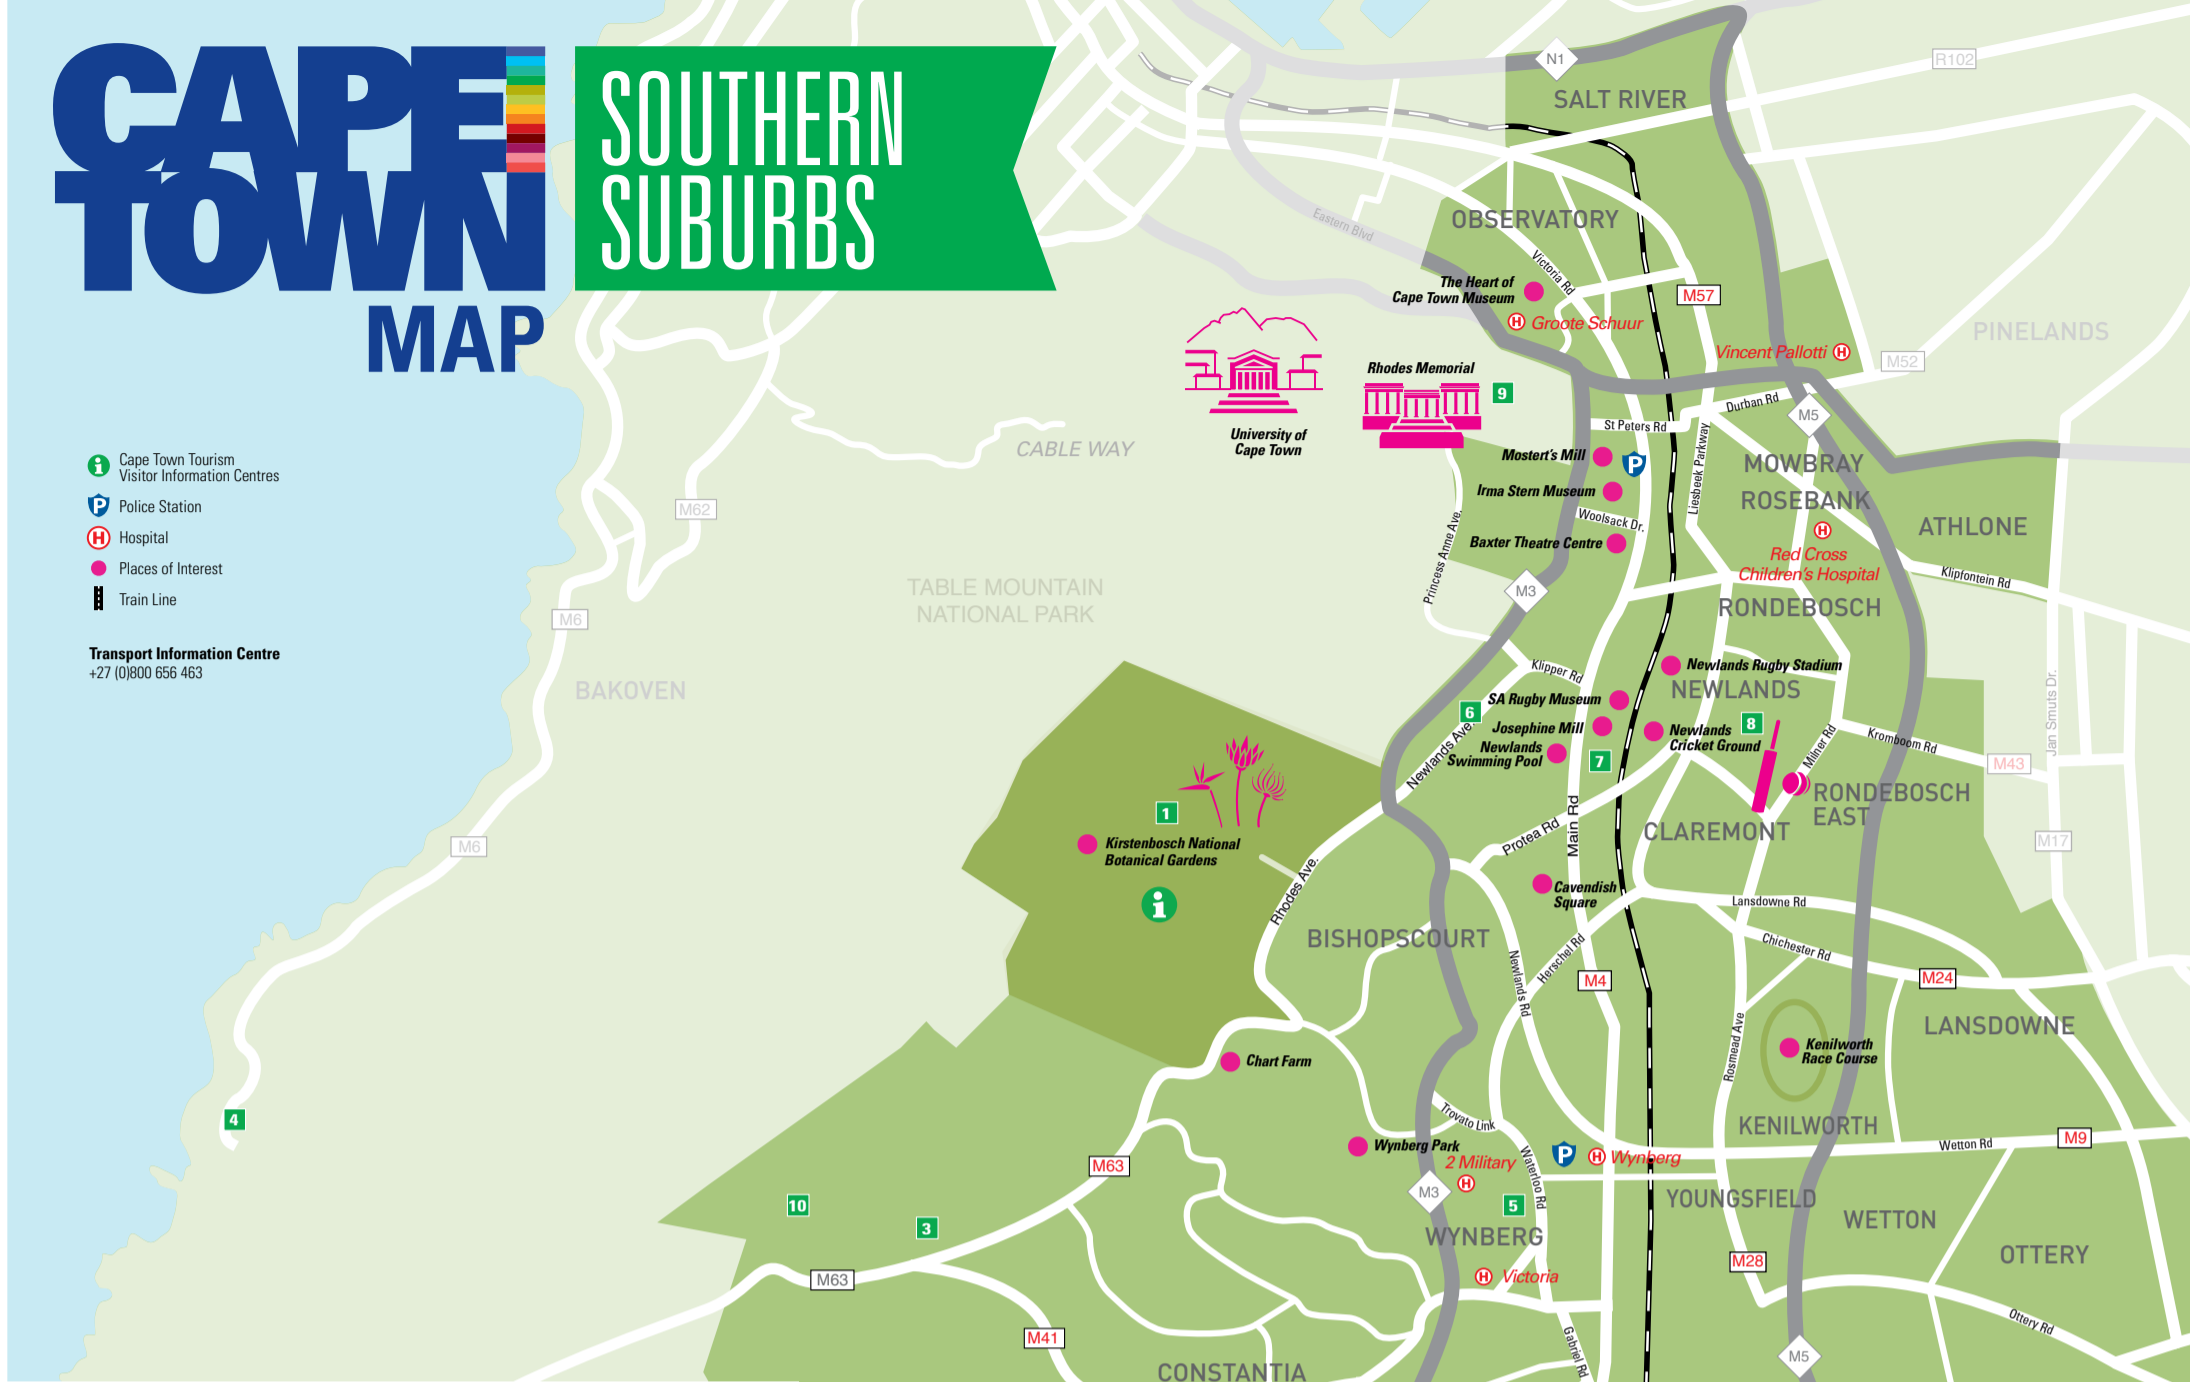 CAPE
TOWN
MAP
SOUTHERN
SUBURBS
Cape Town Tourism
Visitor Information Centres
P
Police Station
H
Hospital
Places of Interest
Train Line
Transport Information Centre
+27 (0)800 656 463
N1
R102
SALT RIVER
OBSERVATORY
Eastern Blvd
Victoria Rd
The Heart of
Cape Town Museum
H Groote Schuur
M57
PINELANDS
Vincent Pallotti H
M52
Rhodes Memorial
9
University of
Cape Town
Durban Rd
M5
St Peters Rd
CABLE WAY
Mostert's Mill
P
Liesbeek Parkway
MOWBRAY
Irma Stern Museum
ROSEBANK
M62
Woolsack Dr.
ATHLONE
H
Baxter Theatre Centre
Red Cross
Children's Hospital
Princess Anne Ave.
Klipfontein Rd
TABLE MOUNTAIN
NATIONAL PARK
M3
RONDEBOSCH
M6
Klipper Rd
Newlands Rugby Stadium
NEWLANDS
BAKOVEN
SA Rugby Museum
6
Josephine Mill
8
Newlands
Cricket Ground
Newlands Ave.
Newlands
Swimming Pool
7
Milner Rd
Kromboom Rd
Jan Smuts Dr.
M43
RONDEBOSCH
EAST
1
Main Rd
Protea Rd
CLAREMONT
M17
M6
Kirstenbosch National
Botanical Gardens
i
Rhodes Ave.
Cavendish
Square
Lansdowne Rd
BISHOPSCOURT
Chichester Rd
Herschel Rd
Newlands Rd
M4
M24
LANSDOWNE
Rosmead Ave
Kenilworth
Race Course
Chart Farm
4
Trovato Link
KENILWORTH
Wynberg Park
2 Military
H
P
H Wynberg
Wetton Rd
M9
M63
Waterloo Rd
M3
5
YOUNGSFIELD
WETTON
10
3
WYNBERG
OTTERY
M28
H Victoria
M63
Ottery Rd
M41
Gabriel Rd
M5
CONSTANTIA